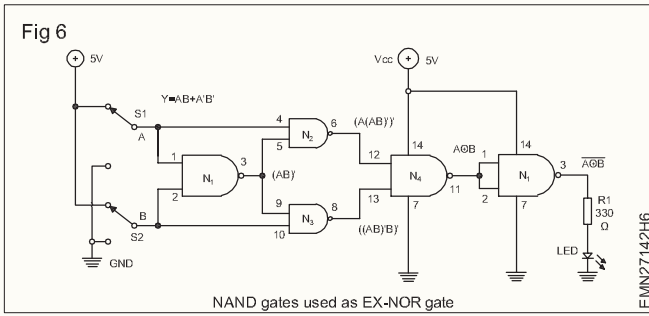 Fig 6
5V
Vcc
5V
Y=AB+A'B'
S1
A
4
5
N2
6
(A(AB)')'
14
12
13
N4
11
7
A⊙B
14
1
2
N1
3
7
A⊙B
1
2
N1
3
(AB)'
9
10
N3
8
((AB)'B)'
B
S2
GND
R1
330
Ω
LED
NAND gates used as EX-NOR gate
EMN27142H6